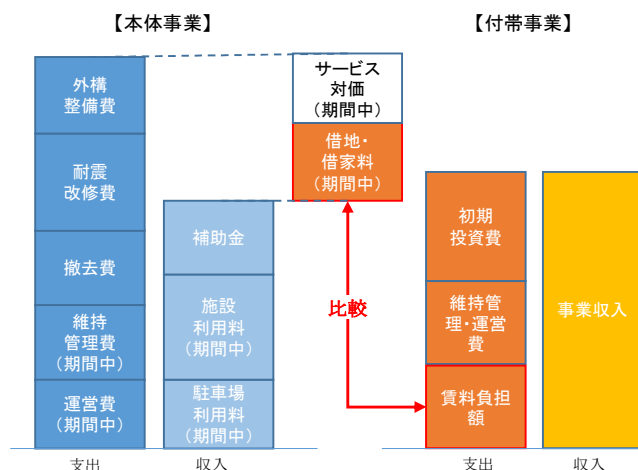 【本体事業】
【付帯事業】
外構
整備費
耐震
改修費
撤去費
維持
管理費
(期間中)
運営費
(期間中)
補助金
施設
利用料
(期間中)
駐車場
利用料
(期間中)
サービス
対価
(期間中)
借地・
借家料
(期間中)
比較
初期
投資費
維持管
理・運営
費
賃料負担
額
事業収入
支出
収入
支出
収入